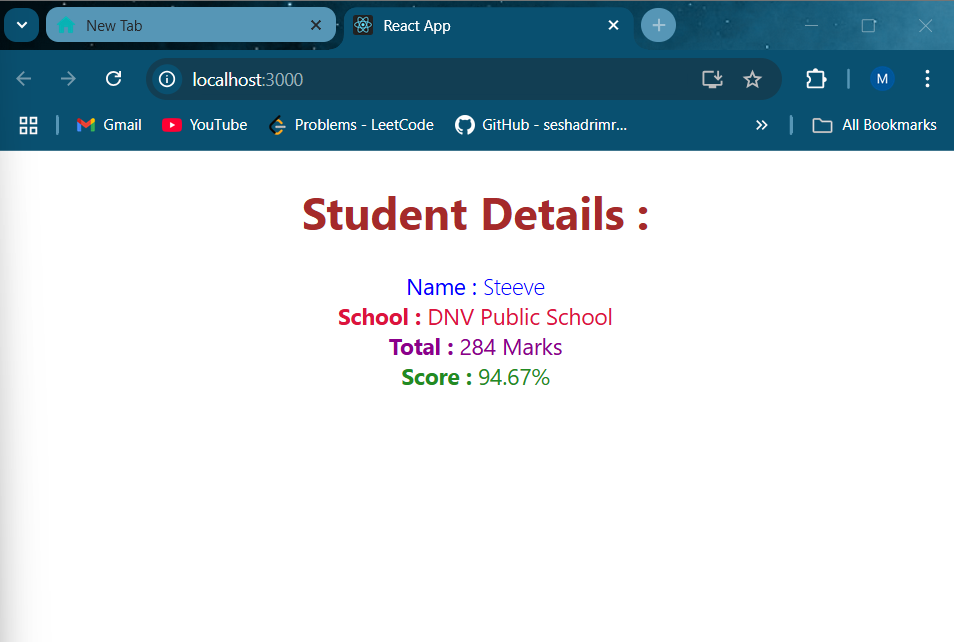 New Tab
React App
localhost:3000
M
Gmail
YouTube
Problems - LeetCode
GitHub - seshadrimr...
All Bookmarks
Student Details :
Name : Steeve
School : DNV Public School
Total : 284 Marks
Score : 94.67%